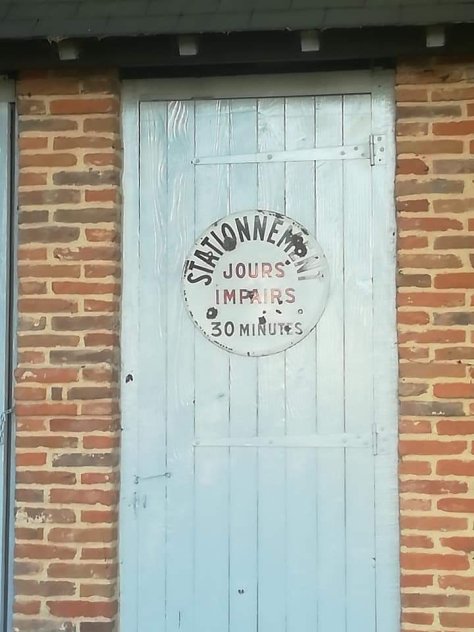 STATIONNEMENT
JOURS
IMPAIRS
30 MINUTES